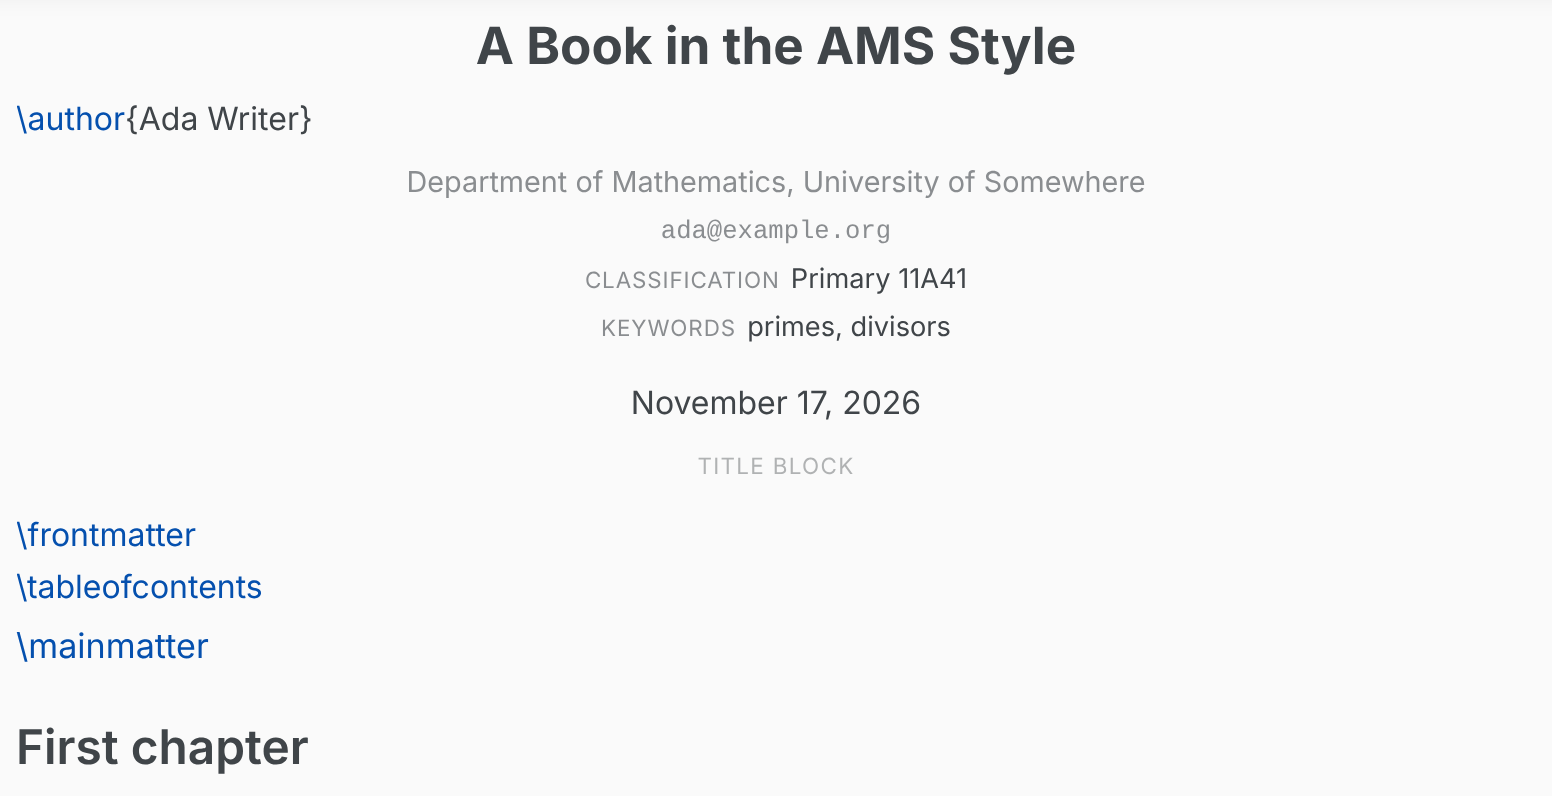 A Book in the AMS Style
\author{Ada Writer}
Department of Mathematics, University of Somewhere
ada@example.org
CLASSIFICATION Primary 11A41
KEYWORDS primes, divisors
November 17, 2026
TITLE BLOCK
\frontmatter
\tableofcontents
\mainmatter
First chapter